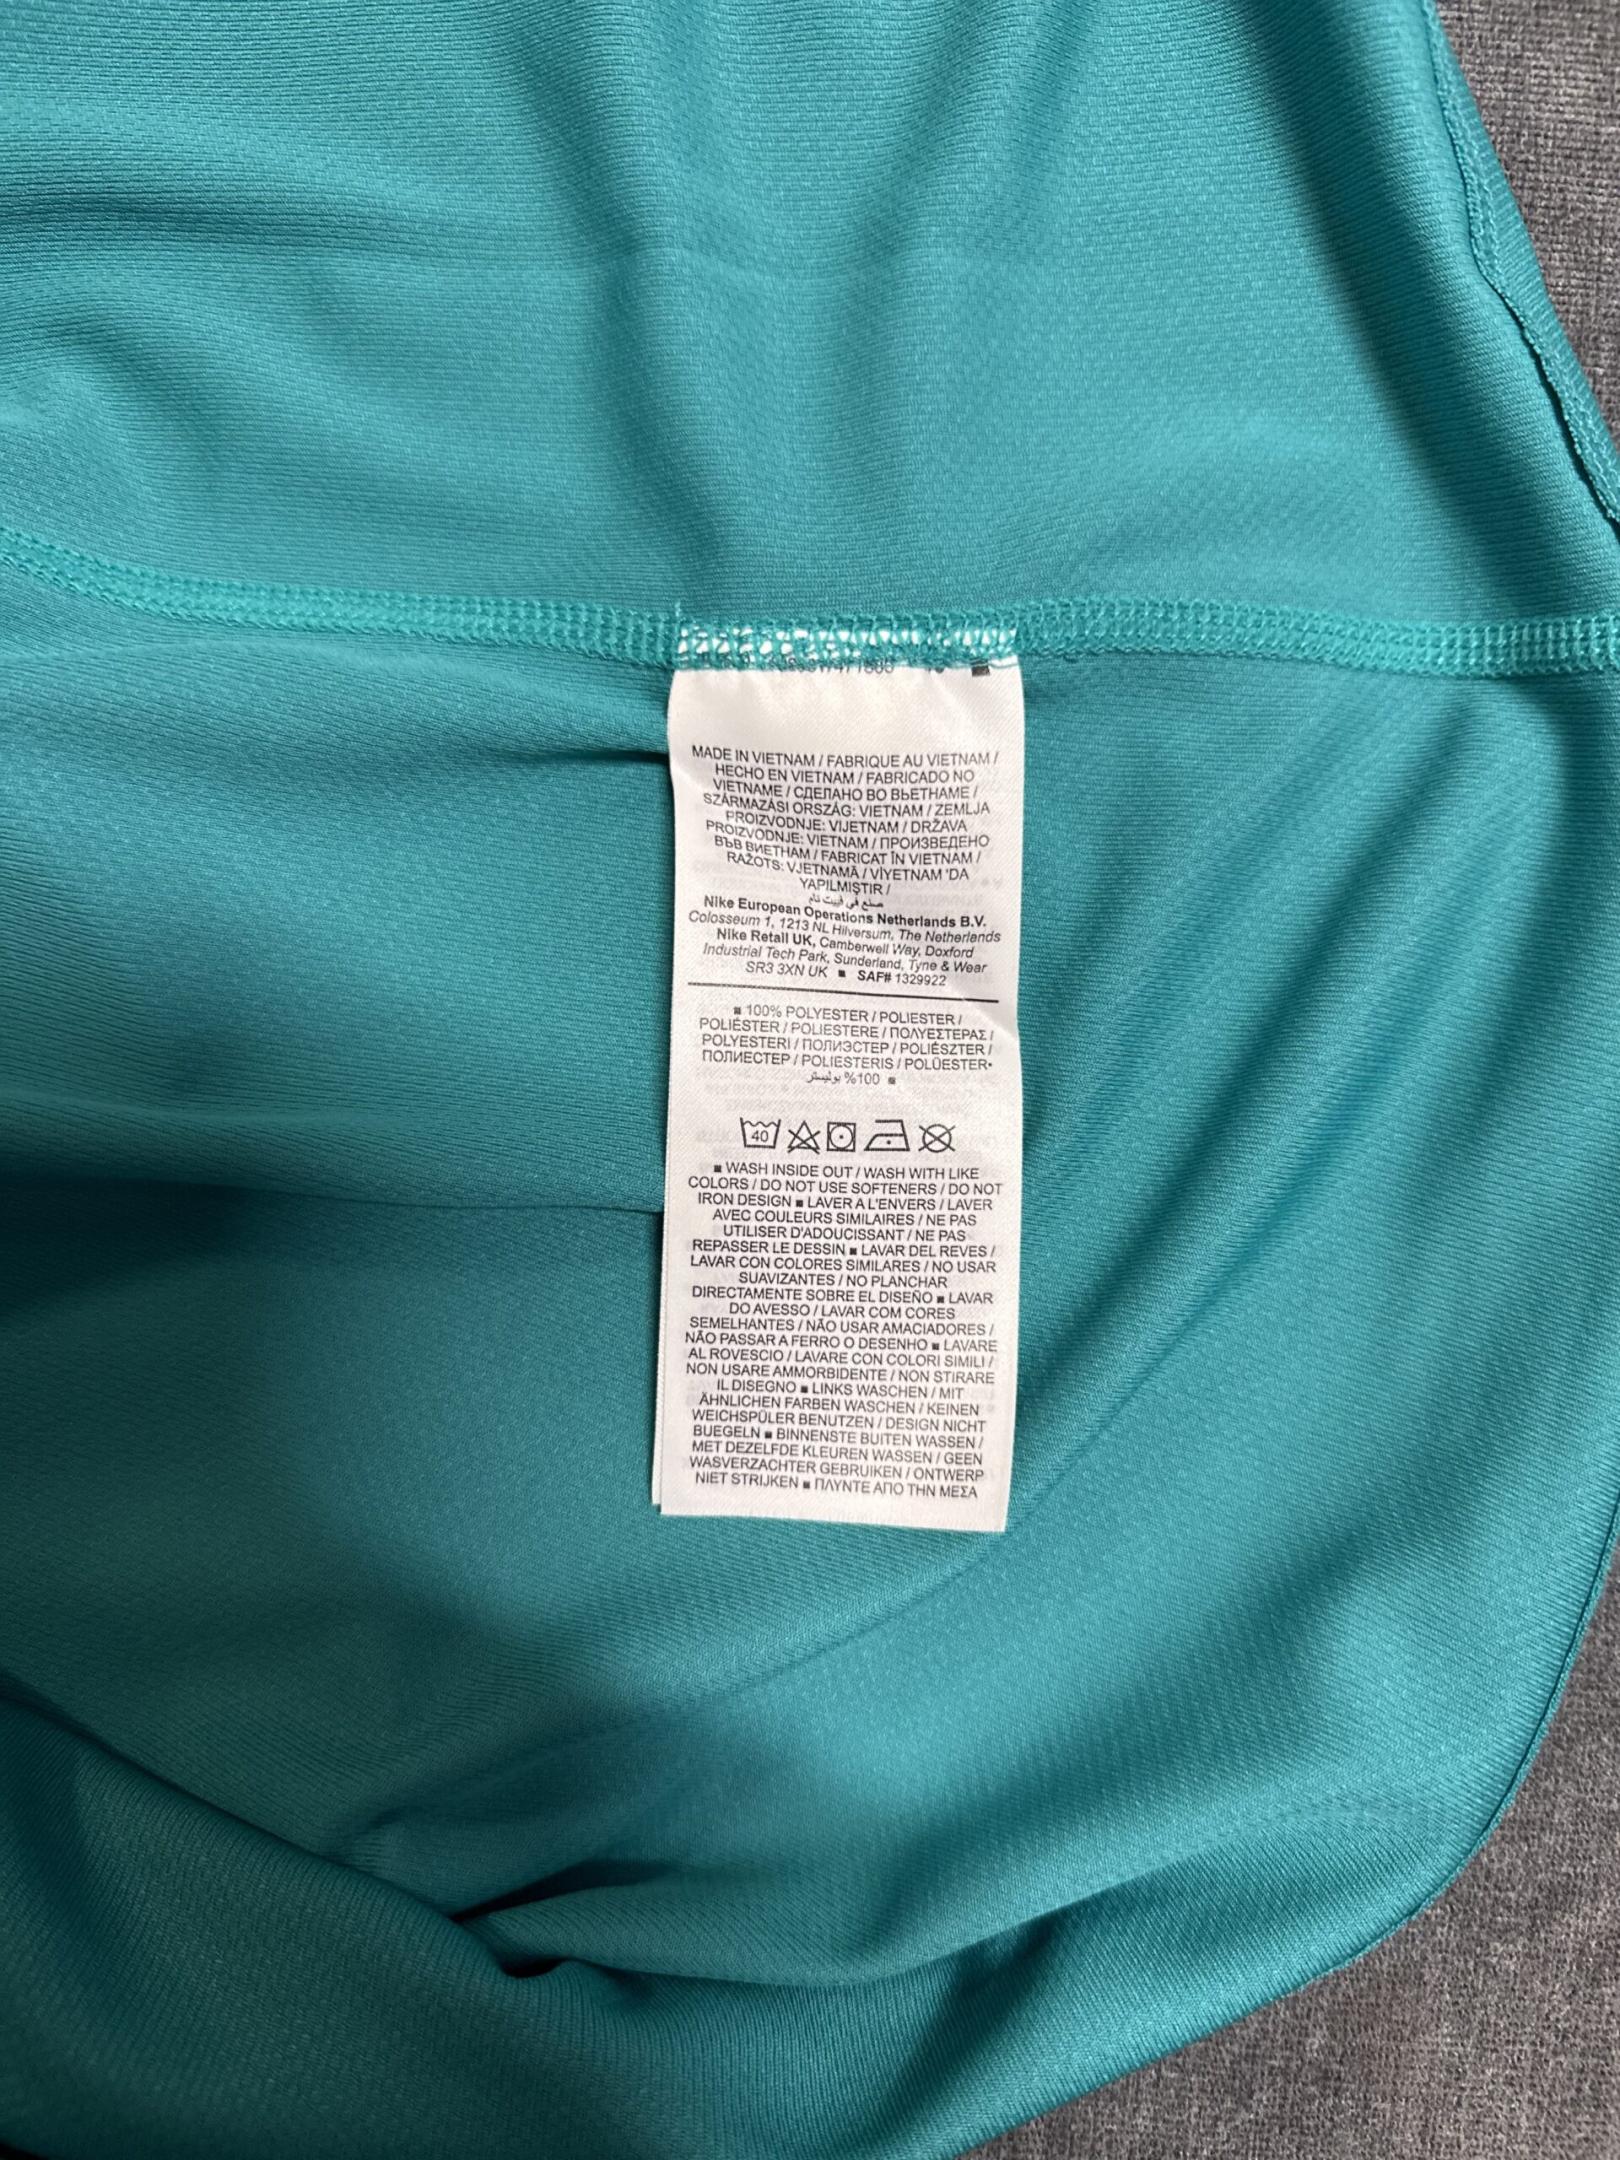 MADE IN VIETNAM / FABRIQUE AU VIETNAM /
HECHO EN VIETNAM / FABRICADO NO
VIETNAME / СДЕЛАНО ВО ВЬЕТНАМЕ /
SZÁRMAZÁSI ORSZÁG: VIETNAM / ZEMLJA
PROIZVODNJE: VIJETNAM / DRŽAVA
PROIZVODNJE: VIETNAM / ПРОИЗВЕДЕНО
ВЪВ ВИЕТНАМ / FABRICAT ÎN VIETNAM /
RAŽOTS: VJETNAMĀ / VİYETNAM 'DA
YAPILMIŞTIR /
صنع في فييت نام
Nike European Operations Netherlands B.V.
Colosseum 1, 1213 NL Hilversum, The Netherlands
Nike Retail UK, Camberwell Way, Doxford
Industrial Tech Park, Sunderland, Tyne & Wear
SR3 3XN UK ■ SAF# 1329922
■ 100% POLYESTER / POLIESTER /
POLIÉSTER / POLIESTERE / ΠΟΛΥΕΣΤΕΡΑΣ /
POLYESTERI / ПОЛИЭСТЕР / POLIÉSZTER /
ПОЛИЕСТЕР / POLIESTERIS / POLÜESTER•
■ 100% بوليستر
40
■ WASH INSIDE OUT / WASH WITH LIKE
COLORS / DO NOT USE SOFTENERS / DO NOT
IRON DESIGN ■ LAVER A L'ENVERS / LAVER
AVEC COULEURS SIMILAIRES / NE PAS
UTILISER D'ADOUCISSANT / NE PAS
REPASSER LE DESSIN ■ LAVAR DEL REVES /
LAVAR CON COLORES SIMILARES / NO USAR
SUAVIZANTES / NO PLANCHAR
DIRECTAMENTE SOBRE EL DISEÑO ■ LAVAR
DO AVESSO / LAVAR COM CORES
SEMELHANTES / NÃO USAR AMACIADORES /
NÃO PASSAR A FERRO O DESENHO ■ LAVARE
AL ROVESCIO / LAVARE CON COLORI SIMILI /
NON USARE AMMORBIDENTE / NON STIRARE
IL DISEGNO ■ LINKS WASCHEN / MIT
ÄHNLICHEN FARBEN WASCHEN / KEINEN
WEICHSPÜLER BENUTZEN / DESIGN NICHT
BUEGELN ■ BINNENSTE BUITEN WASSEN /
MET DEZELFDE KLEUREN WASSEN / GEEN
WASVERZACHTER GEBRUIKEN / ONTWERP
NIET STRIJKEN ■ ΠΛΥΝΤΕ ΑΠΟ ΤΗΝ ΜΕΣΑ